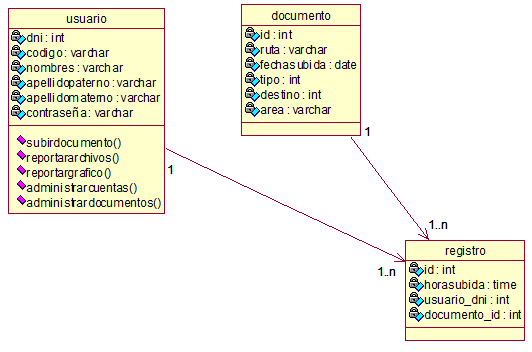 usuario
dni : int
codigo : varchar
nombres : varchar
apellidopaterno : varchar
apellidomaterno : varchar
contraseña : varchar
subirdocumento()
reportararchivos()
reportargrafico()
administrarcuentas()
administrardocumentos()
documento
id : int
ruta : varchar
fechasubida : date
tipo : int
destino : int
area : varchar
1
1
1..n
1..n
registro
id : int
horasubida : time
usuario_dni : int
documento_id : int